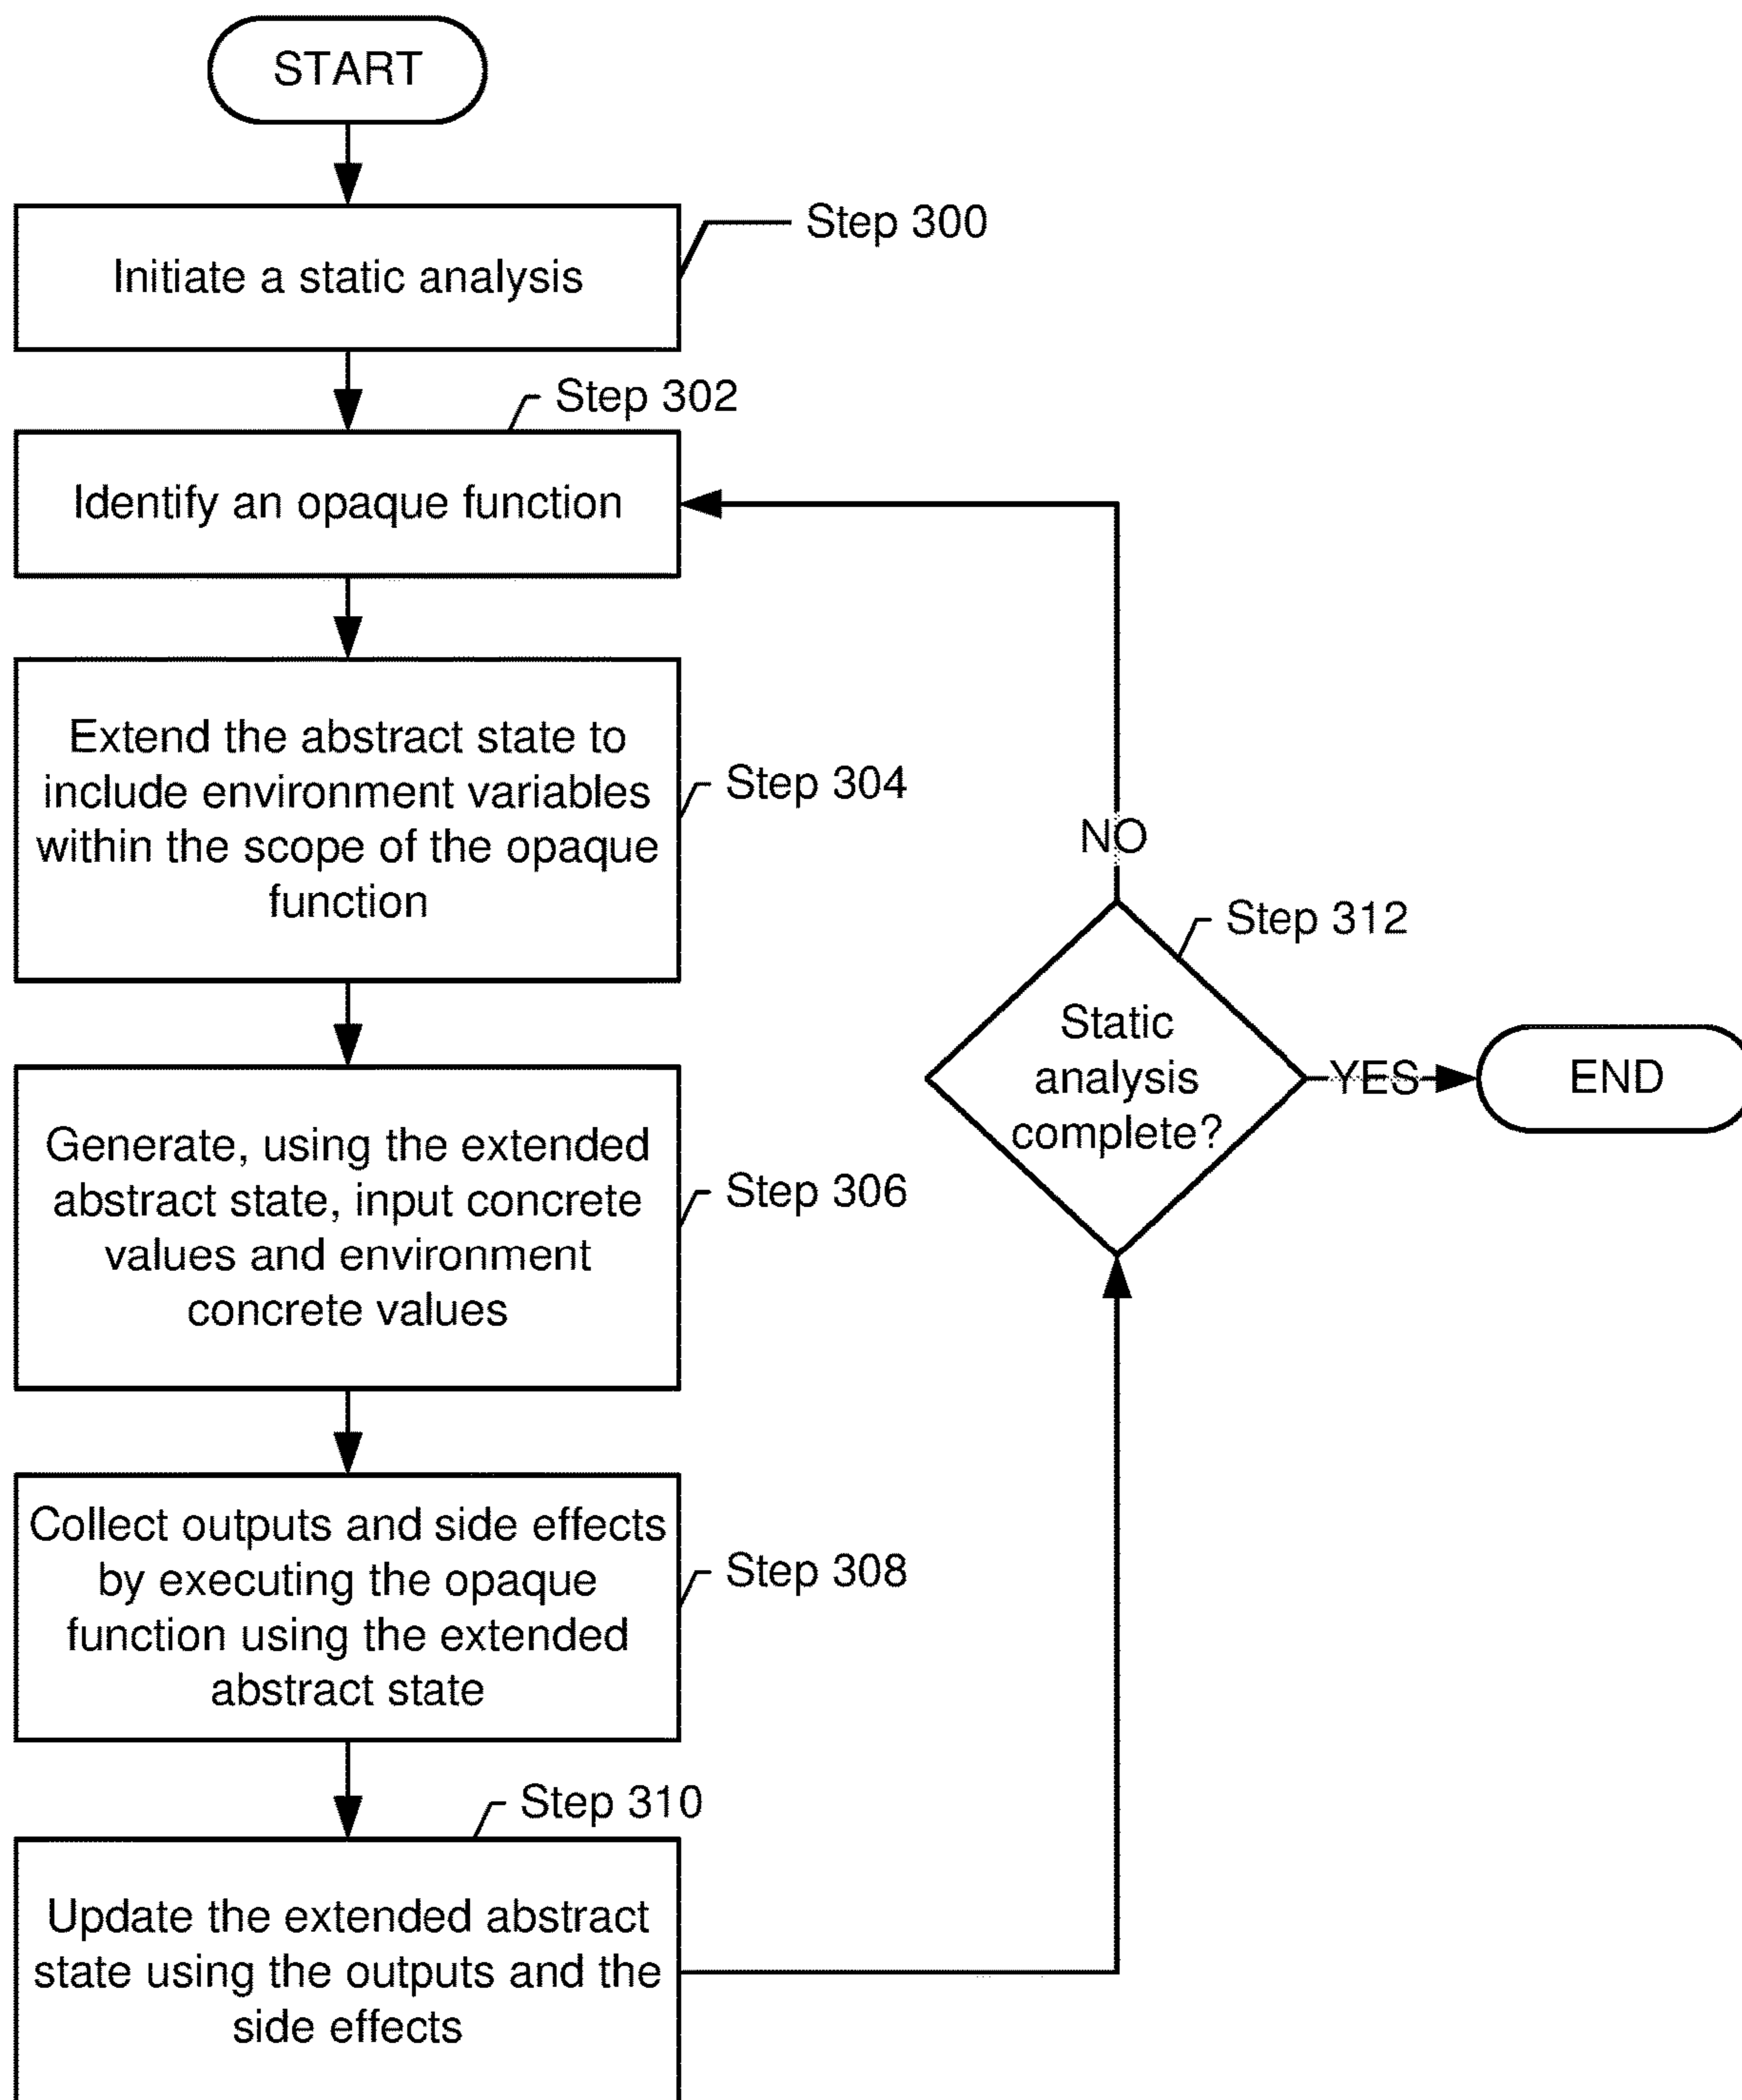 START
Step 300
Initiate a static analysis
Step 302
Identify an opaque function
Extend the abstract state to
include environment variables
within the scope of the opaque
function
Step 304
Generate, using the extended
abstract state, input concrete
values and environment
concrete values
Step 306
Collect outputs and side effects
by executing the opaque
function using the extended
abstract state
Step 308
Step 310
Update the extended abstract
state using the outputs and the
side effects
NO
Step 312
Static
analysis
complete?
YES
END